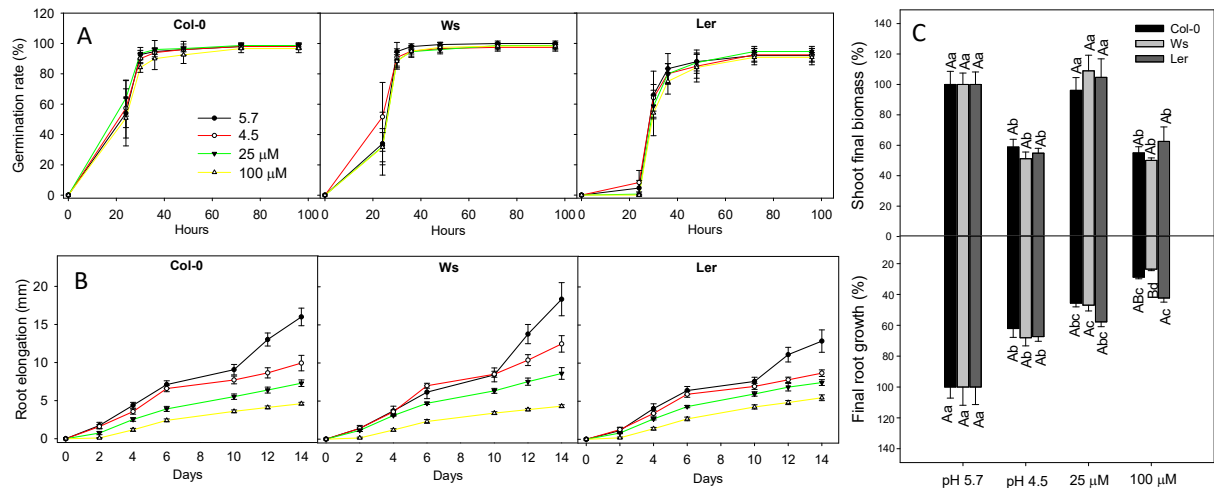 A
Col-0
Ws
Ler
Germination rate (%)
120
100
80
60
40
20
0
5.7
4.5
25 µM
100 µM
0 20 40 60 80 100
0 20 40 60 80 100
0 20 40 60 80 100
Hours
Hours
Hours
B
Col-0
Ws
Ler
Root elongation (mm)
20
15
10
5
0
0 2 4 6 8 10 12 14
0 2 4 6 8 10 12 14
0 2 4 6 8 10 12 14
Days
Days
Days
C
Col-0
Ws
Ler
Shoot final biomass (%)
Final root growth (%)
140
120
100
80
60
40
20
0
20
40
60
80
100
120
140
Aa Aa Aa
Ab Ab Ab
Aa Aa Aa
Ab Ab Ab
Aa Aa Aa
Ab Ab Ab
Abc Ac Abc
ABc Bd Ac
pH 5.7
pH 4.5
25 µM
100 µM